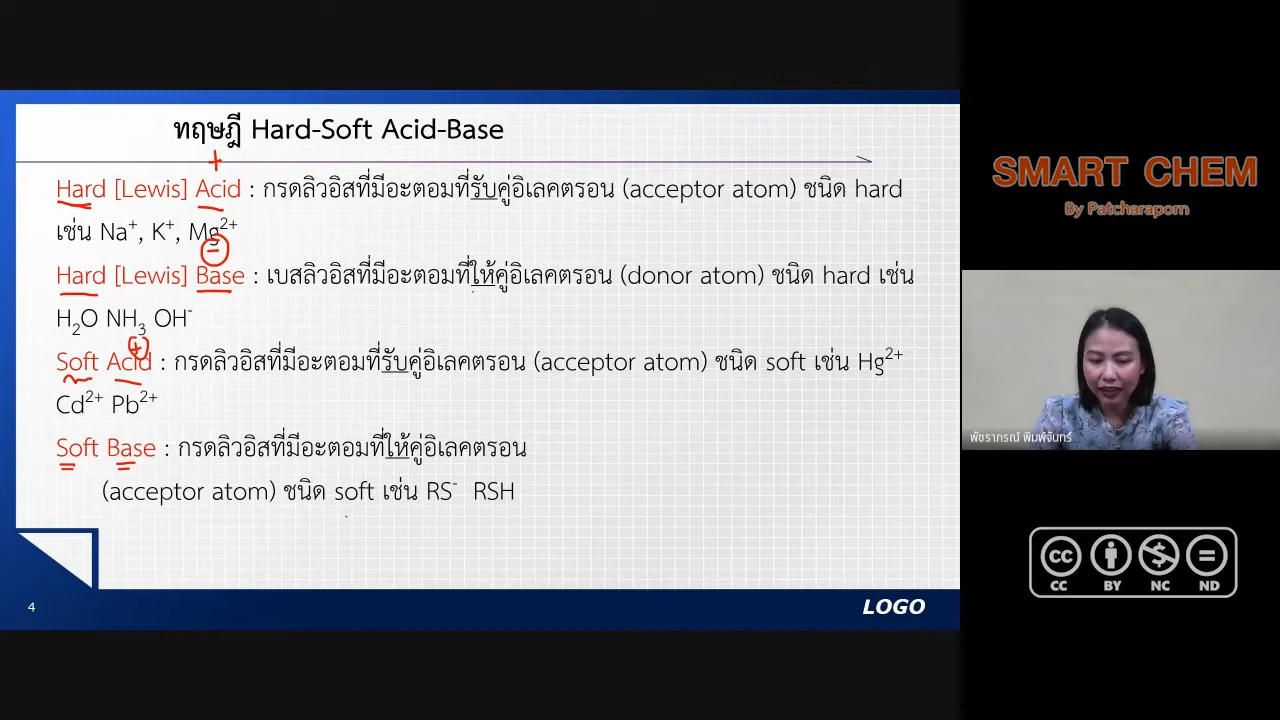 ทฤษฎี Hard-Soft Acid-Base
+
Hard [Lewis] Acid : กรดลิวอิสที่มีอะตอมที่รับคู่อิเลคตรอน (acceptor atom) ชนิด hard
เช่น Na⁺, K⁺, Mg²⁺
−
Hard [Lewis] Base : เบสลิวอิสที่มีอะตอมที่ให้คู่อิเลคตรอน (donor atom) ชนิด hard เช่น
H₂O NH₃ OH⁻
+
Soft Acid : กรดลิวอิสที่มีอะตอมที่รับคู่อิเลคตรอน (acceptor atom) ชนิด soft เช่น Hg²⁺
Cd²⁺ Pb²⁺
Soft Base : กรดลิวอิสที่มีอะตอมที่ให้คู่อิเลคตรอน
(acceptor atom) ชนิด soft เช่น RS⁻ RSH
4
LOGO
SMART CHEM
By Patcharaporn
พัชราภรณ์ พิมพ์จันทร์
CC BY NC ND